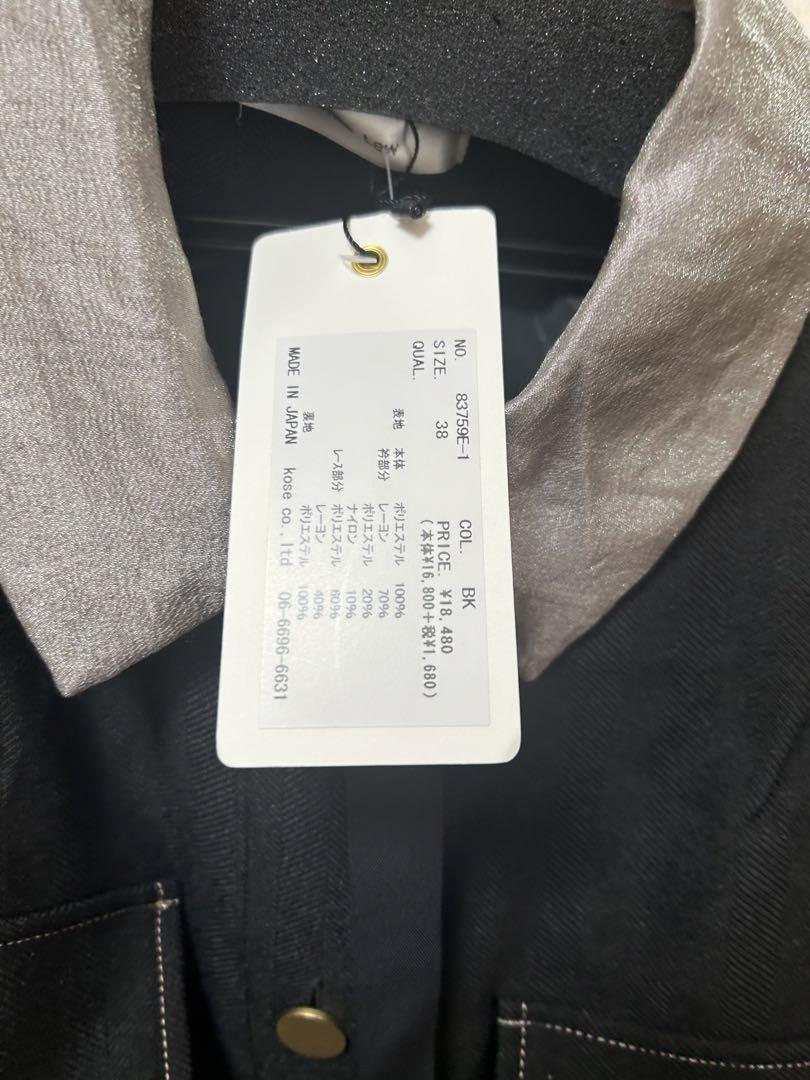 NO. 83759E-1 COL. BK
SIZE. 38 PRICE. ¥18,480
QUAL. (本体¥16,800+税¥1,680)
表地 本体 ポリエステル 100%
衿部分 レーヨン 70%
ポリエステル 20%
ナイロン 10%
レース部分 ポリエステル 60%
レーヨン 40%
裏地 ポリエステル 100%
MADE IN JAPAN kose co.,ltd 06-6696-6631